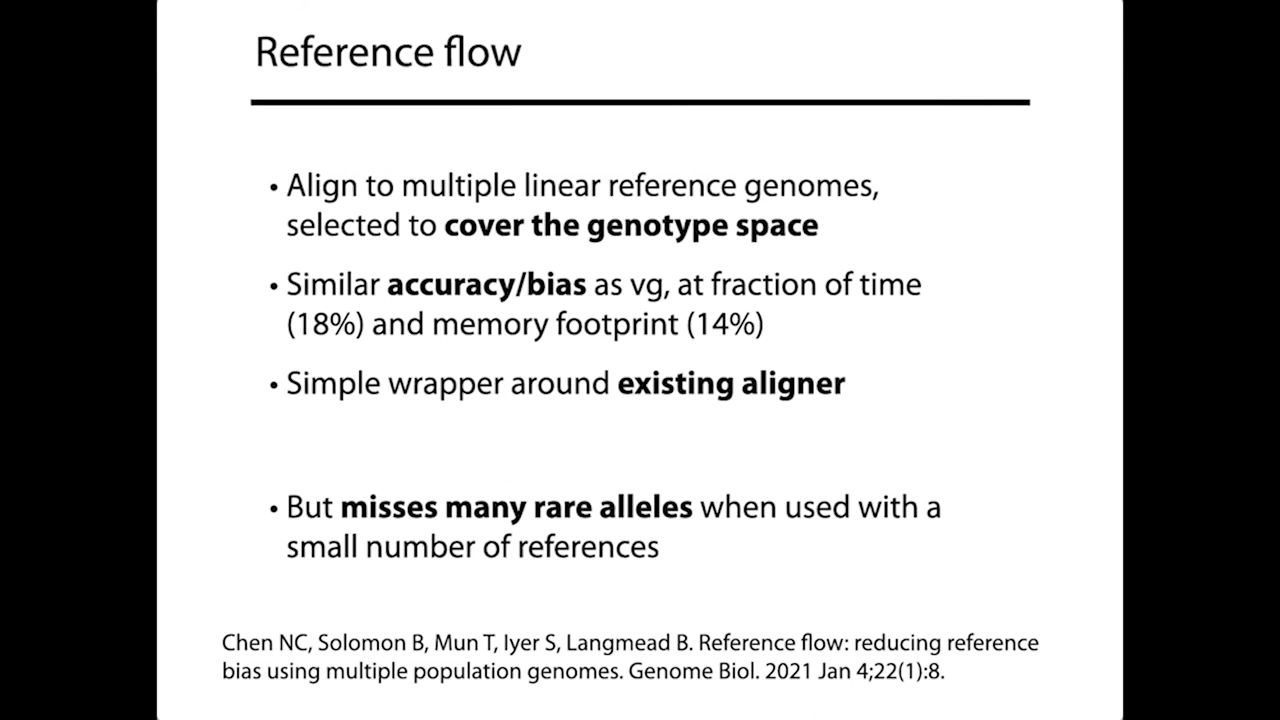 Reference flow
• Align to multiple linear reference genomes,
selected to cover the genotype space
• Similar accuracy/bias as vg, at fraction of time
(18%) and memory footprint (14%)
• Simple wrapper around existing aligner
• But misses many rare alleles when used with a
small number of references
Chen NC, Solomon B, Mun T, Iyer S, Langmead B. Reference flow: reducing reference
bias using multiple population genomes. Genome Biol. 2021 Jan 4;22(1):8.